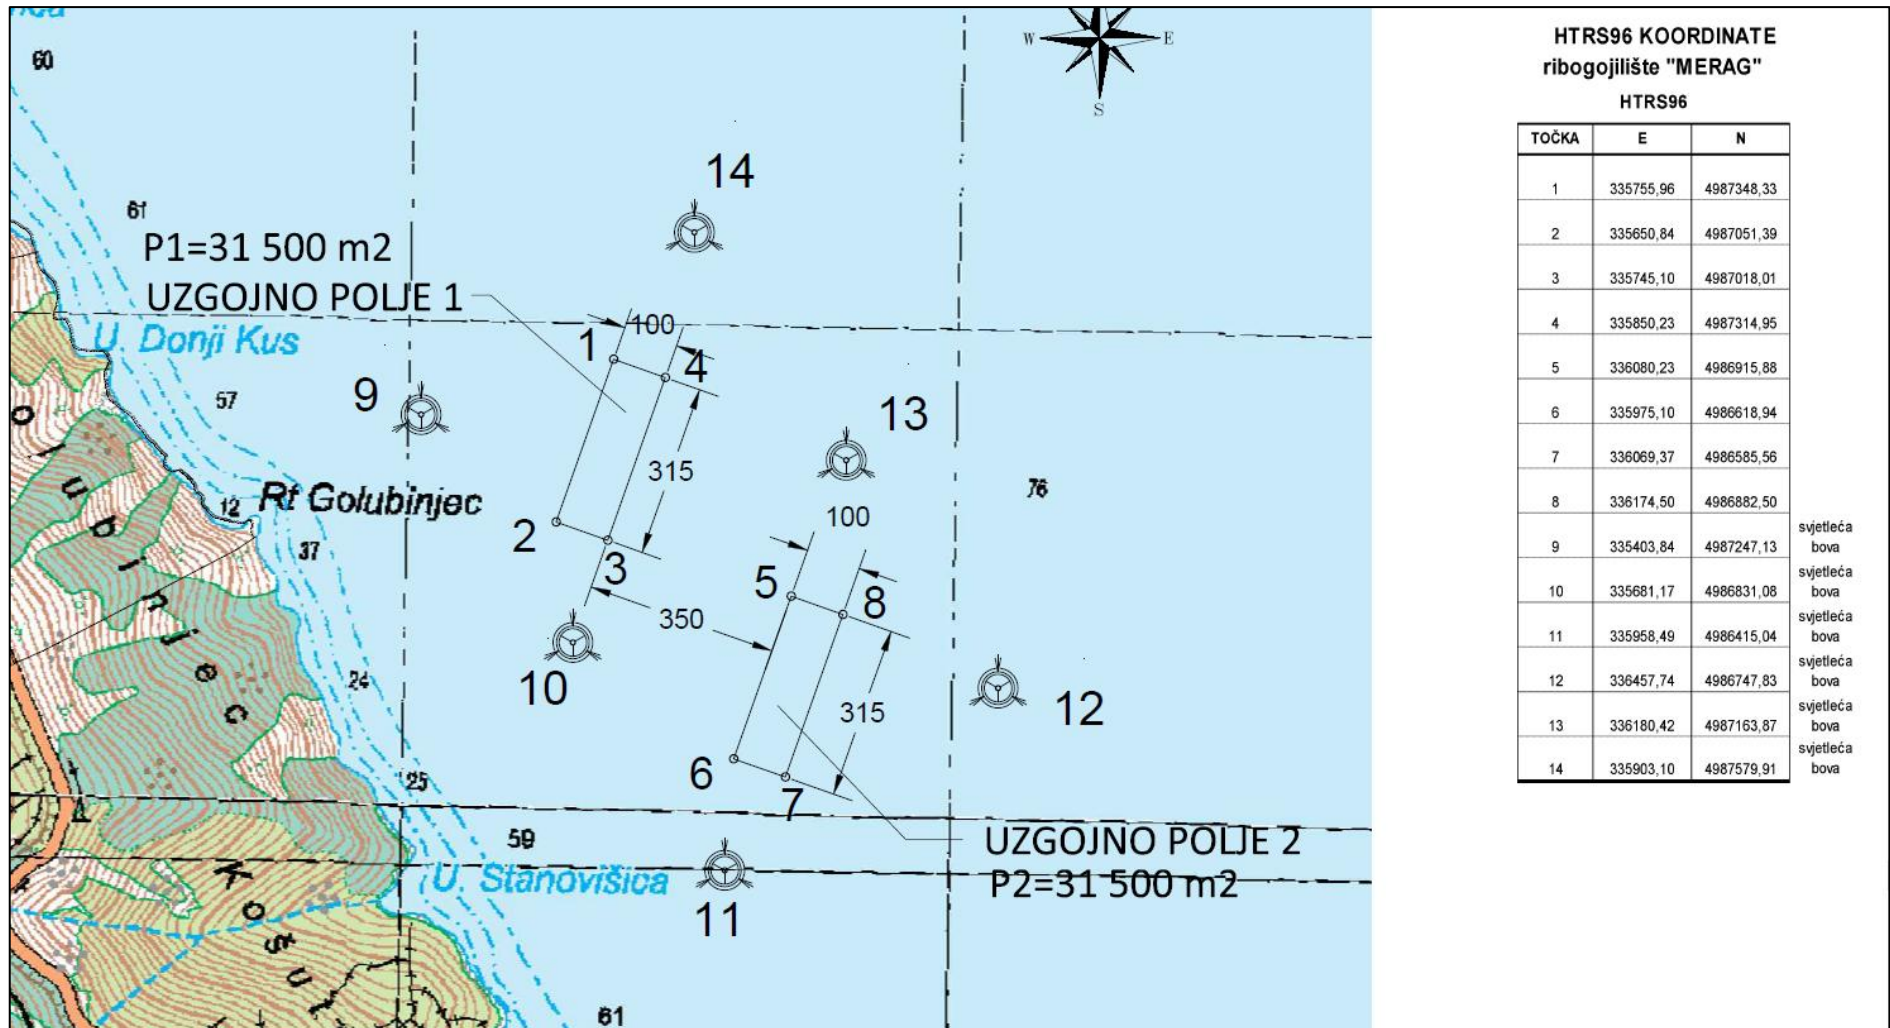 60
W
E
S
14
61
P1=31 500 m2
UZGOJNO POLJE 1
U. Donji Kus
100
1
4
9
57
13
315
12
Rt Golubinjec
37
2
3
76
100
5
8
350
10
24
12
315
25
6
7
59
UZGOJNO POLJE 2
P2=31 500 m2
U. Stanovišica
11
61
HTRS96 KOORDINATE
ribogojilište "MERAG"
HTRS96
TOČKA E N
1 335755,96 4987348,33
2 335650,84 4987051,39
3 335745,10 4987018,01
4 335850,23 4987314,95
5 336080,23 4986915,88
6 335975,10 4986618,94
7 336069,37 4986585,56
8 336174,50 4986882,50
9 335403,84 4987247,13 svjetleća bova
10 335681,17 4986831,08 svjetleća bova
11 335958,49 4986415,04 svjetleća bova
12 336457,74 4986747,83 svjetleća bova
13 336180,42 4987163,87 svjetleća bova
14 335903,10 4987579,91 svjetleća bova